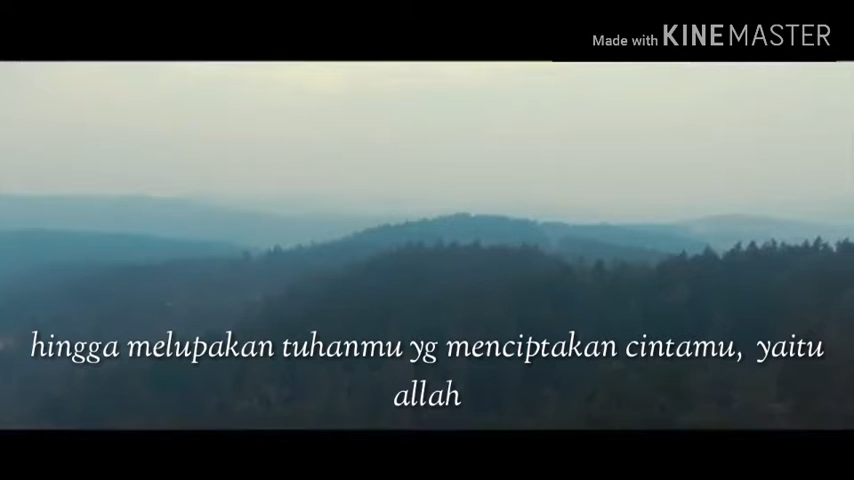 Made with KINEMASTER
hingga melupakan tuhanmu yg menciptakan cintamu, yaitu
allah